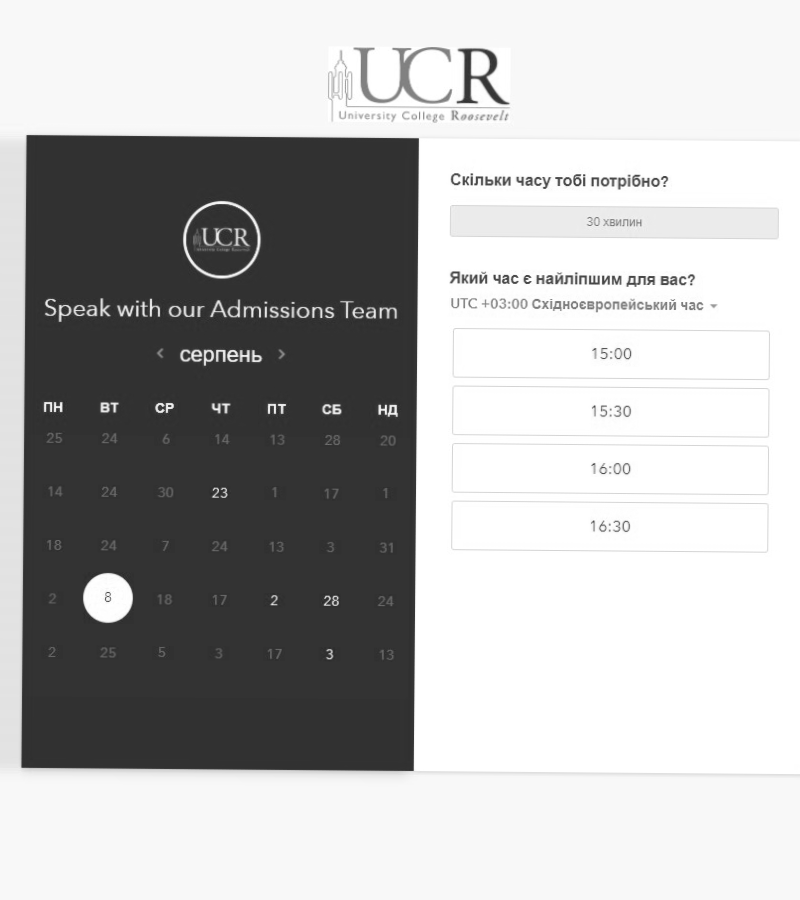 UCR
University College Roosevelt
UCR
University College Roosevelt
Speak with our Admissions Team
серпень
ПН ВТ СР ЧТ ПТ СБ НД
25 24 6 14 13 28 20
14 24 30 23 1 17 1
18 24 7 24 13 3 31
2 8 18 17 2 28 24
2 25 5 3 17 3 13
Скільки часу тобі потрібно?
30 хвилин
Який час є найліпшим для вас?
UTC +03:00 Східноєвропейський час
15:00
15:30
16:00
16:30